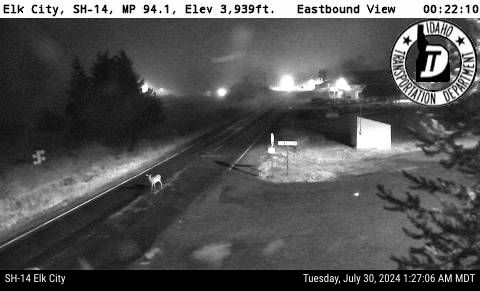 Elk City, SH-14, MP 94.1, Elev 3,939ft. Eastbound View 00:22:10
IDAHO
TRANSPORTATION DEPARTMENT
SH-14 Elk City Tuesday, July 30, 2024 1:27:06 AM MDT